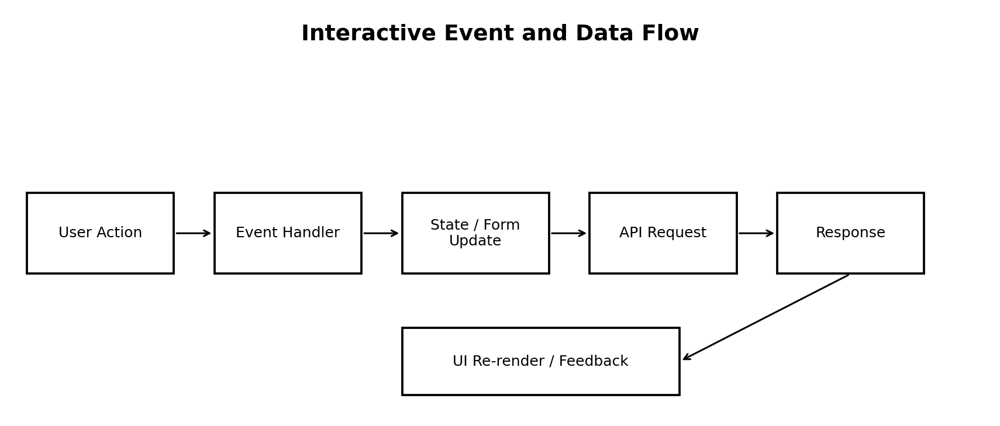 Interactive Event and Data Flow
User Action
Event Handler
State / Form
Update
API Request
Response
UI Re-render / Feedback